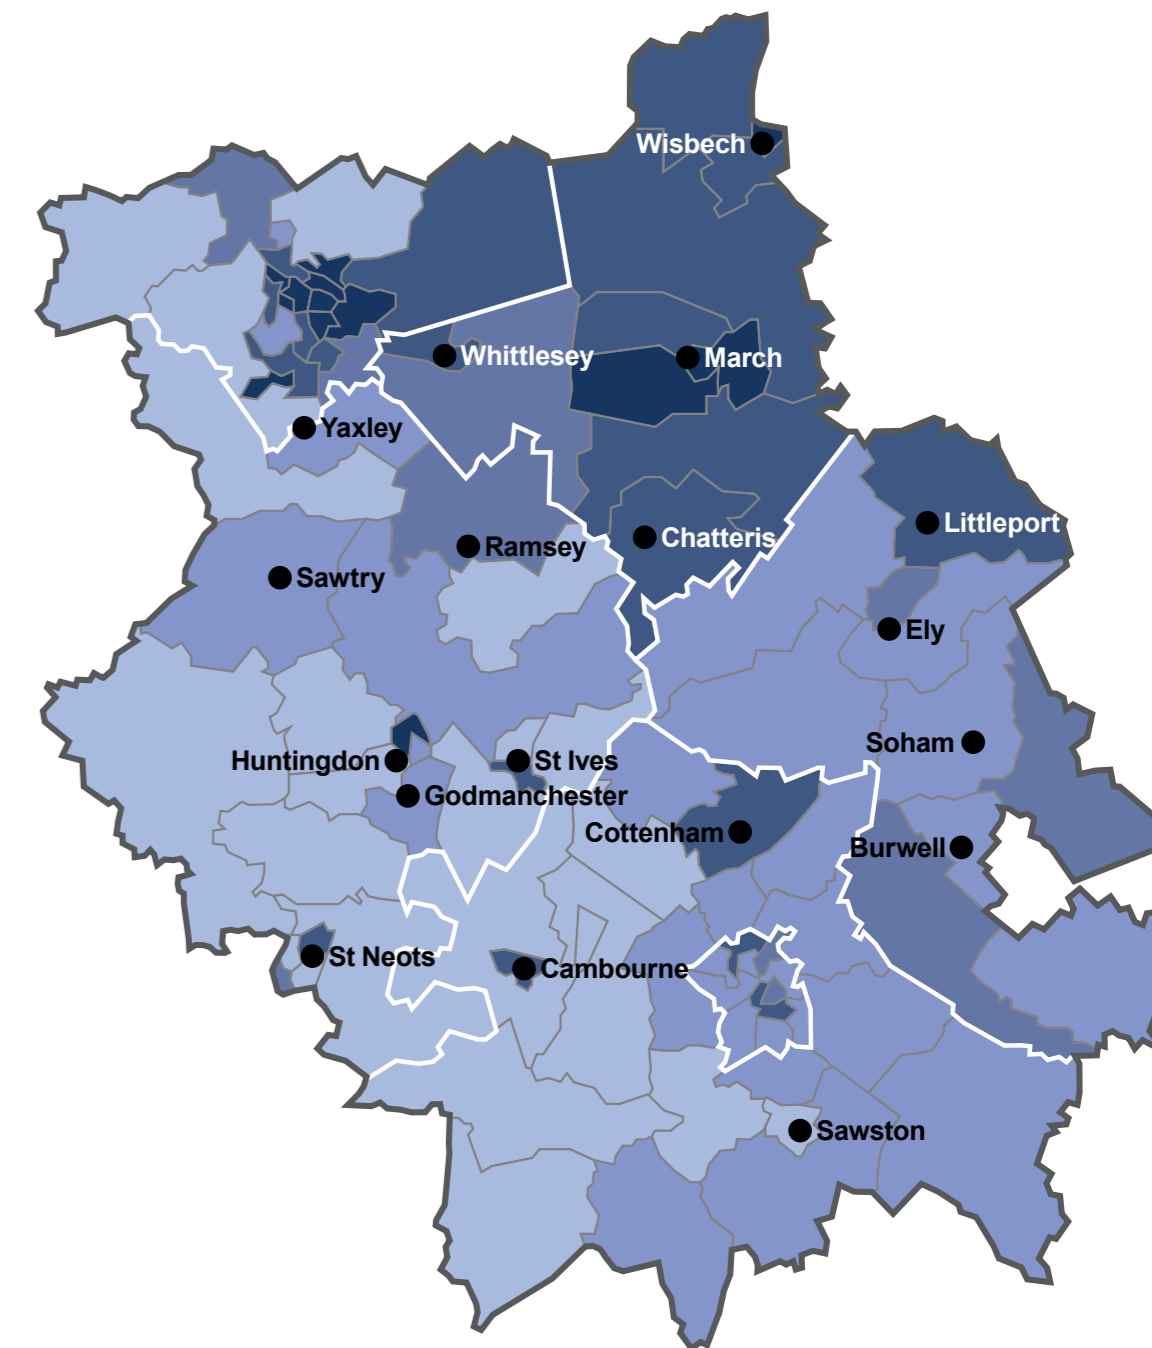 Wisbech
Whittlesey
March
Yaxley
Littleport
Chatteris
Ramsey
Sawtry
Ely
Soham
Huntingdon
St Ives
Godmanchester
Cottenham
Burwell
St Neots
Cambourne
Sawston